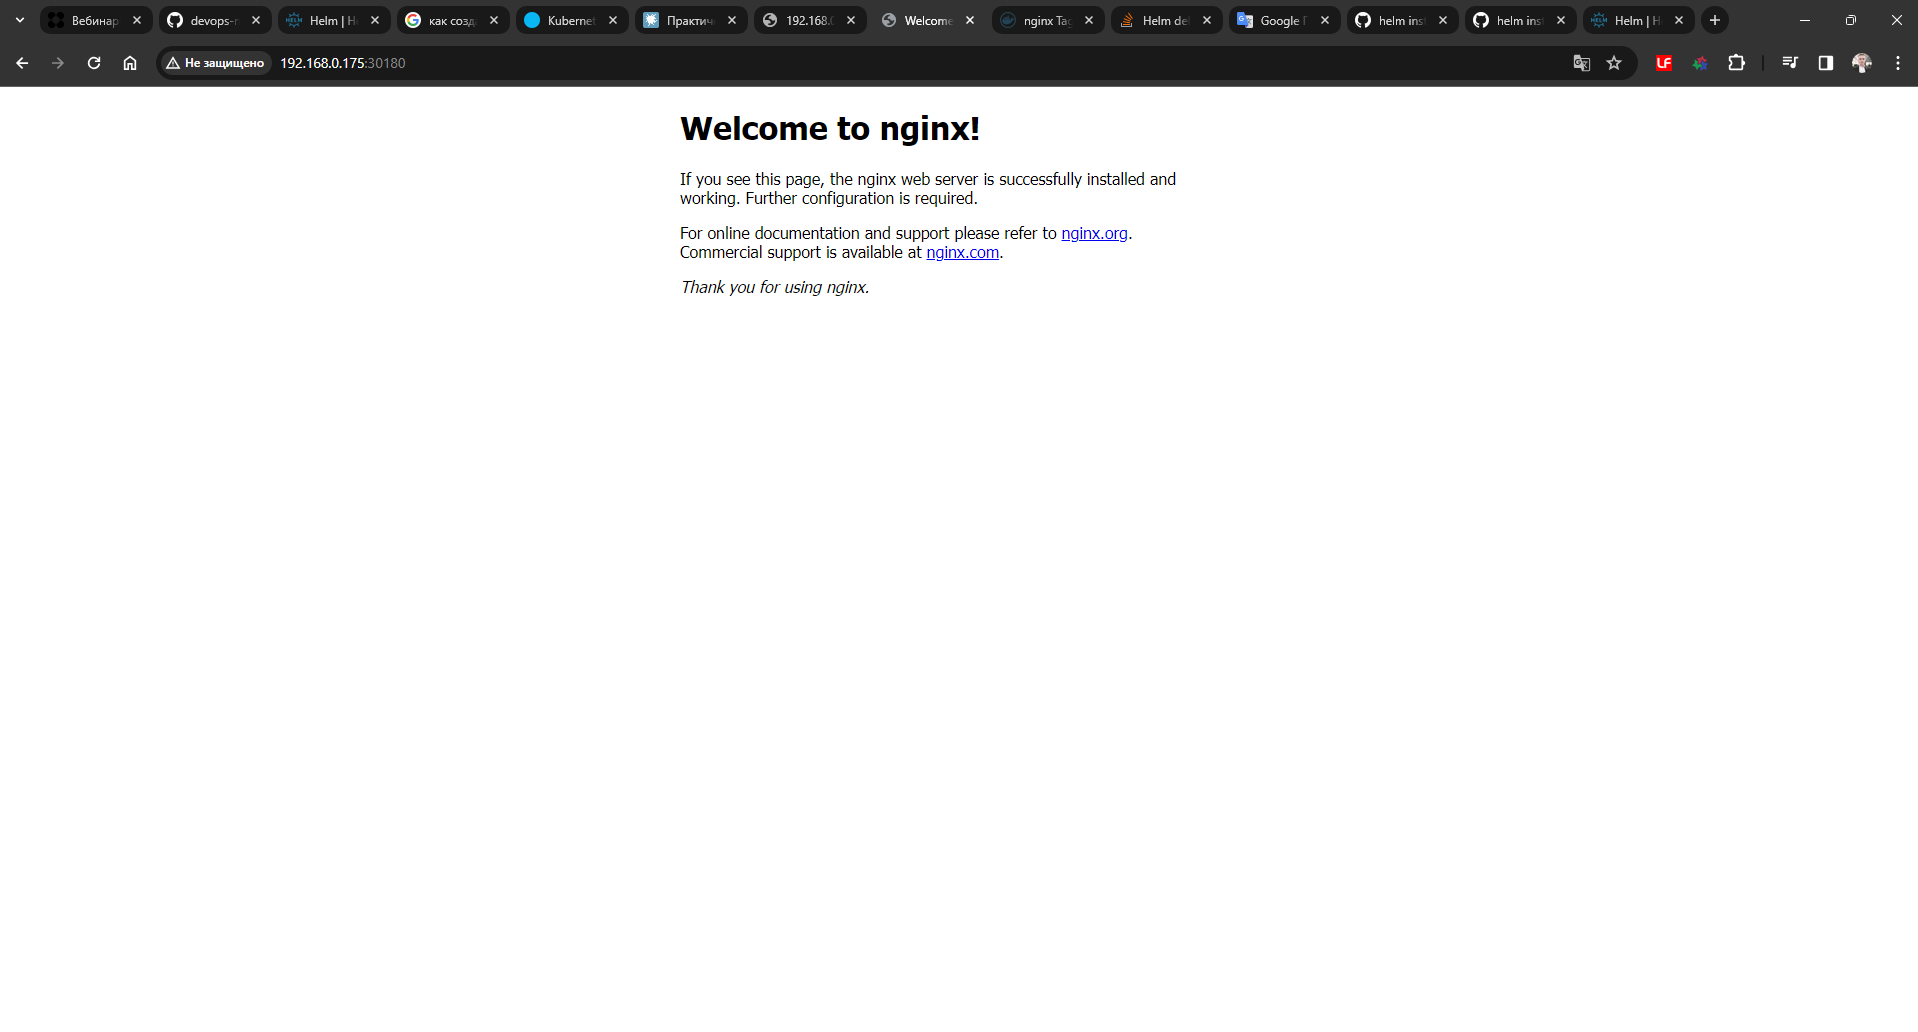 Вебинар
devops-r
Helm | He
как созд
Kubernet
Практич
192.168.0
Welcome
nginx Tag
Helm del
Google П
helm inst
helm inst
Helm | H
Не защищено 192.168.0.175:30180
LF
Welcome to nginx!
If you see this page, the nginx web server is successfully installed and
working. Further configuration is required.
For online documentation and support please refer to nginx.org.
Commercial support is available at nginx.com.
Thank you for using nginx.